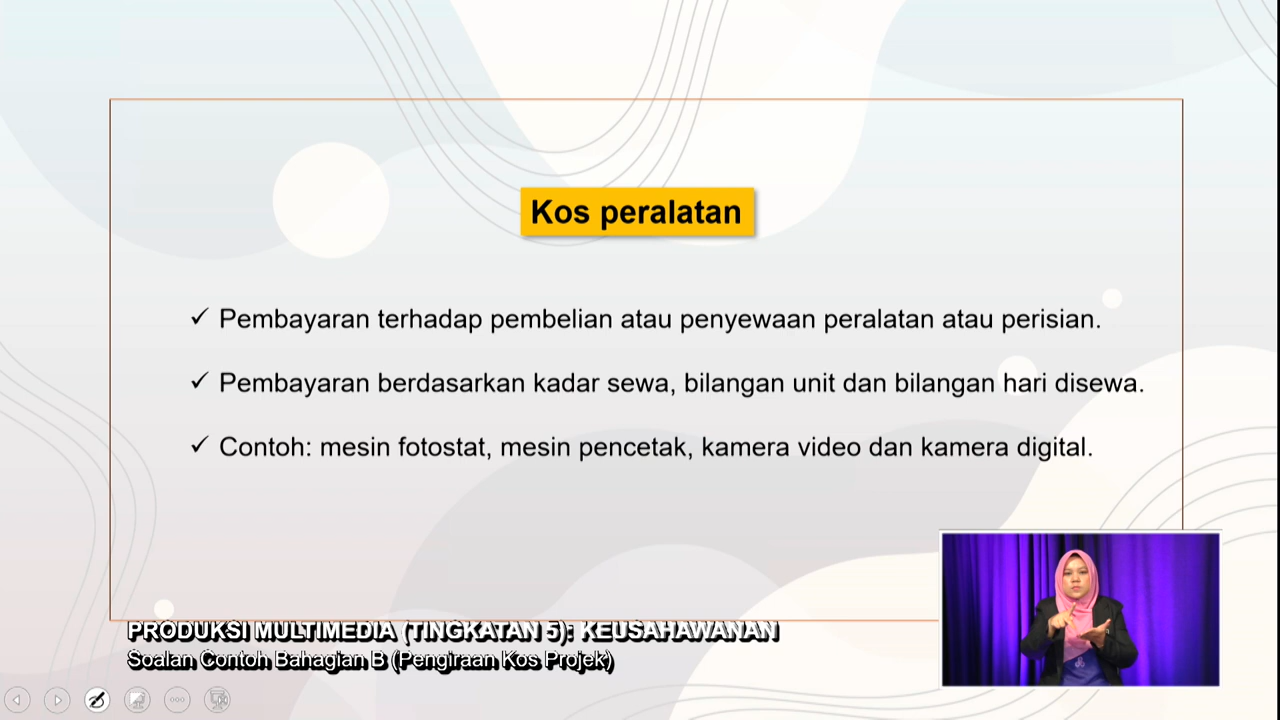 Kos peralatan
✓ Pembayaran terhadap pembelian atau penyewaan peralatan atau perisian.
✓ Pembayaran berdasarkan kadar sewa, bilangan unit dan bilangan hari disewa.
✓ Contoh: mesin fotostat, mesin pencetak, kamera video dan kamera digital.
PRODUKSI MULTIMEDIA (TINGKATAN 5): KEUSAHAWANAN
Soalan Contoh Bahagian B (Pengiraan Kos Projek)